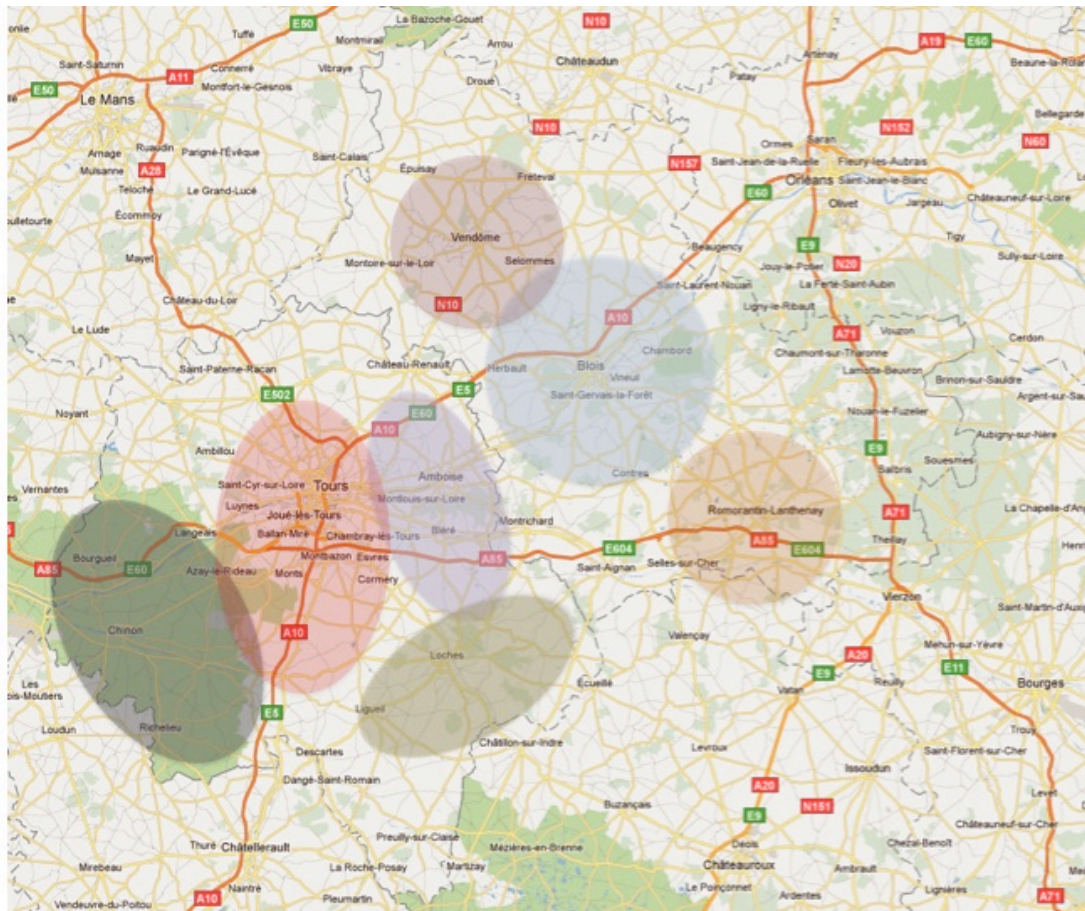 La Bazoche-Gouet
E50
N10
Tuffé
Montmirail
Arrou
Artenay
A19
E60
Saint-Saturnin
Connerré
Vibraye
Châteaudun
Beaune-la-Rola
A11
Montfort-le-Gesnois
Droué
Patay
E50
Le Mans
Bellegarde
N10
N152
Arnage
Ruaudin
Parigné-l'Évêque
Saint-Calais
Ormes
Saran
N60
Mulsanne
A28
Épuisay
Fréteval
N157
Saint-Jean-de-la-Ruelle
Fleury-les-Aubrais
Teloché
Le Grand-Lucé
E60
Orléans
Saint-Jean-le-Blanc
Châteauneuf-sur-Loire
Écommoy
Olivet
Jargeau
Vendôme
Beaugency
E9
Tigy
Mayet
Montoire-sur-le-Loir
Selommes
Jouy-le-Potier
N20
Sully-sur-Loire
Saint-Laurent-Nouan
La Ferté-Saint-Aubin
Château-du-Loir
N10
Ligny-le-Ribault
Le Lude
A10
A71
Vouzon
Cerdon
Château-Renault
Chambord
Chaumont-sur-Tharonne
Saint-Paterne-Racan
Herbault
Blois
Vineuil
Lamotte-Beuvron
Brinon-sur-Sauldre
E502
E5
Saint-Gervais-la-Forêt
Argent-sur-Sau
Noyant
E60
Nouan-le-Fuzelier
A10
Aubigny-sur-Nère
Ambillou
E9
Souesmes
Amboise
Contres
Salbris
Vernantes
Saint-Cyr-sur-Loire
Tours
Montlouis-sur-Loire
Luynes
Joué-lès-Tours
Montrichard
Romorantin-Lanthenay
A71
La Chapelle-d'An
Langeais
Ballan-Miré
Chambray-lès-Tours
Bléré
A85
Theillay
Bourgueil
Montbazon
Esvres
A85
E604
E604
A85
E60
Azay-le-Rideau
Monts
Cormery
Saint-Aignan
Selles-sur-Cher
Vierzon
Saint-Martin-d'Aux
Chinon
A10
Valençay
Mehun-sur-Yèvre
Loches
A20
E11
Les
E9
Reuilly
Bourges
ois-Moutiers
Écueillé
Vatan
Loudun
Richelieu
E5
Ligueil
Trouy
Descartes
Châtillon-sur-Indre
Levroux
Saint-Florent-sur-Cher
Dangé-Saint-Romain
A20
Issoudun
Levet
Buzançais
N151
E9
Châteauneuf-sur-Cher
Thuré
Châtellerault
Preuilly-sur-Claise
Mézières-en-Brenne
Déols
Chezal-Benoît
Mirebeau
La Roche-Posay
Martizay
Châteauroux
Ambrault
Naintré
Le Poinçonnet
Lignières
A71
Vendeuvre-du-Poitou
A10
Pleumartin
Ardentes